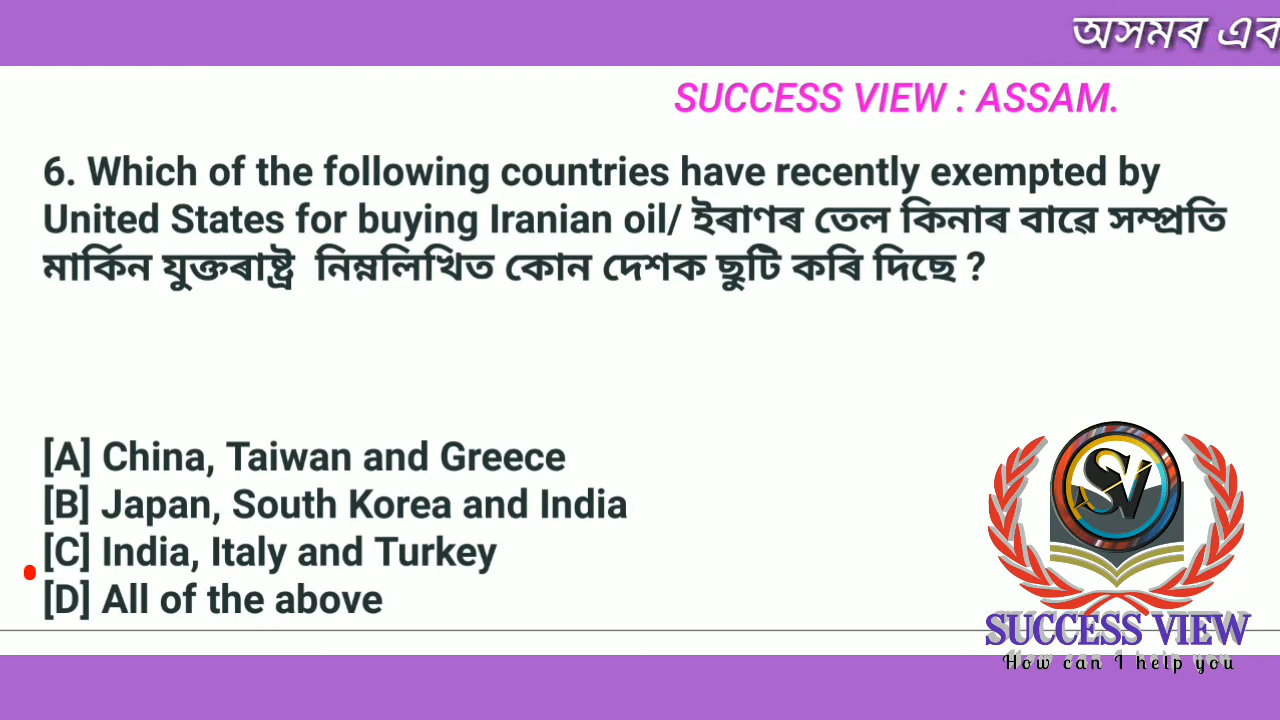 অসমৰ এক
SUCCESS VIEW : ASSAM.
6. Which of the following countries have recently exempted by
United States for buying Iranian oil/ ইৰাণৰ তেল কিনাৰ বাৱে সম্প্ৰতি
মাৰ্কিন যুক্তৰাষ্ট্ৰ নিম্নলিখিত কোন দেশক ছুটি কৰি দিছে ?
[A] China, Taiwan and Greece
[B] Japan, South Korea and India
[C] India, Italy and Turkey
[D] All of the above
SV
SUCCESS VIEW
How can I help you